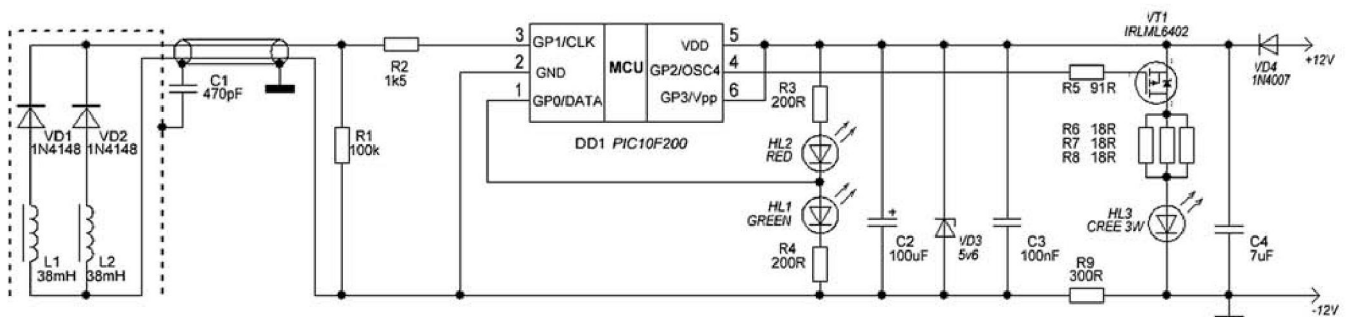 VD1
1N4148
VD2
1N4148
L1
38mH
L2
38mH
C1
470pF
R1
100k
R2
1k5
3
2
1
GP1/CLK
GND
GP0/DATA
MCU
VDD
GP2/OSC4
GP3/Vpp
5
4
6
DD1 PIC10F200
R3
200R
HL2
RED
HL1
GREEN
R4
200R
+
C2
100uF
VD3
5v6
C3
100nF
R5 91R
VT1
IRLML6402
R6 18R
R7 18R
R8 18R
HL3
CREE 3W
R9
300R
C4
7uF
VD4
1N4007
+12V
-12V